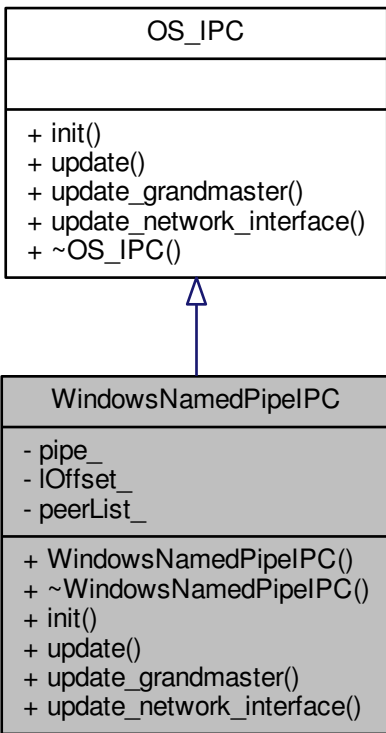 OS_IPC
+ init()
+ update()
+ update_grandmaster()
+ update_network_interface()
+ ~OS_IPC()
WindowsNamedPipeIPC
- pipe_
- lOffset_
- peerList_
+ WindowsNamedPipeIPC()
+ ~WindowsNamedPipeIPC()
+ init()
+ update()
+ update_grandmaster()
+ update_network_interface()